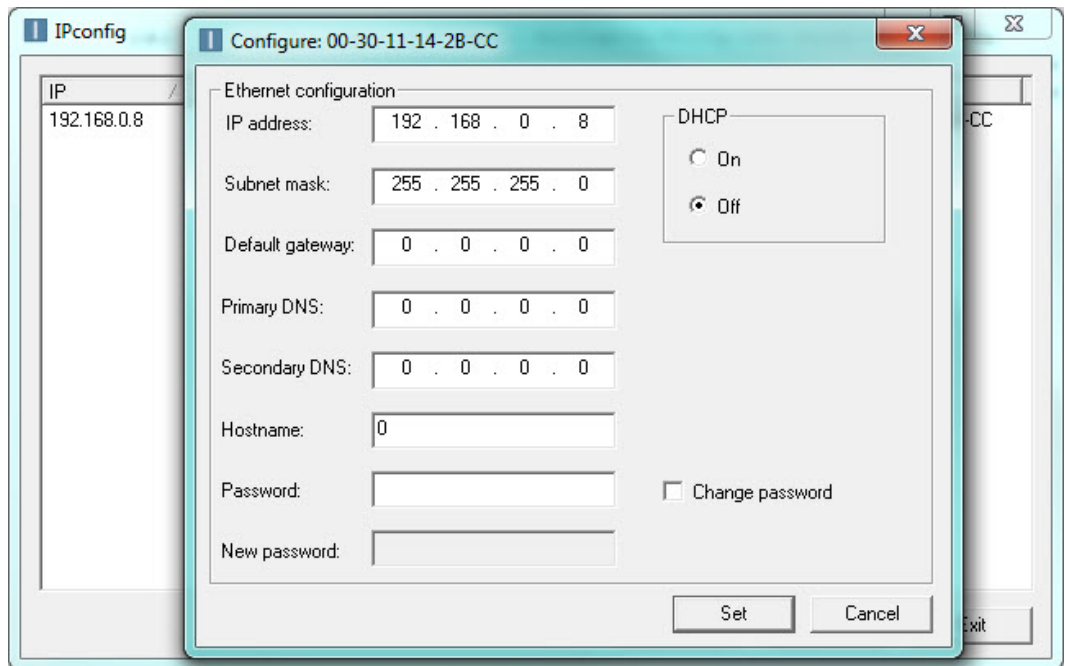 IPconfig
Configure: 00-30-11-14-2B-CC
IP
192.168.0.8
-CC
Ethernet configuration
IP address: 192 . 168 . 0 . 8
DHCP
On
Off
Subnet mask: 255 . 255 . 255 . 0
Default gateway: 0 . 0 . 0 . 0
Primary DNS: 0 . 0 . 0 . 0
Secondary DNS: 0 . 0 . 0 . 0
Hostname: 0
Password:
Change password
New password:
Set
Cancel
Exit